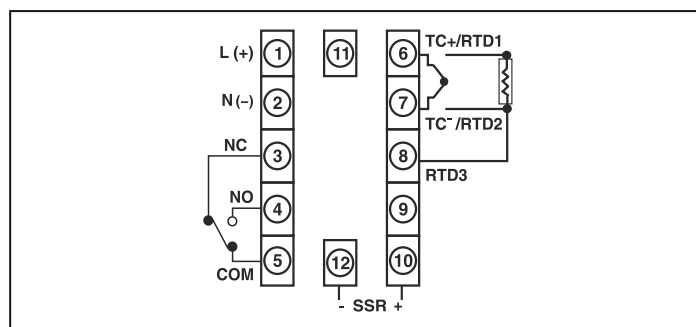 L (+) 1 11 6 TC+/RTD1
N (–) 2 7
TC⁻/RTD2
NC 3 8
RTD3
NO 4 9
COM 5 12 10
- SSR +